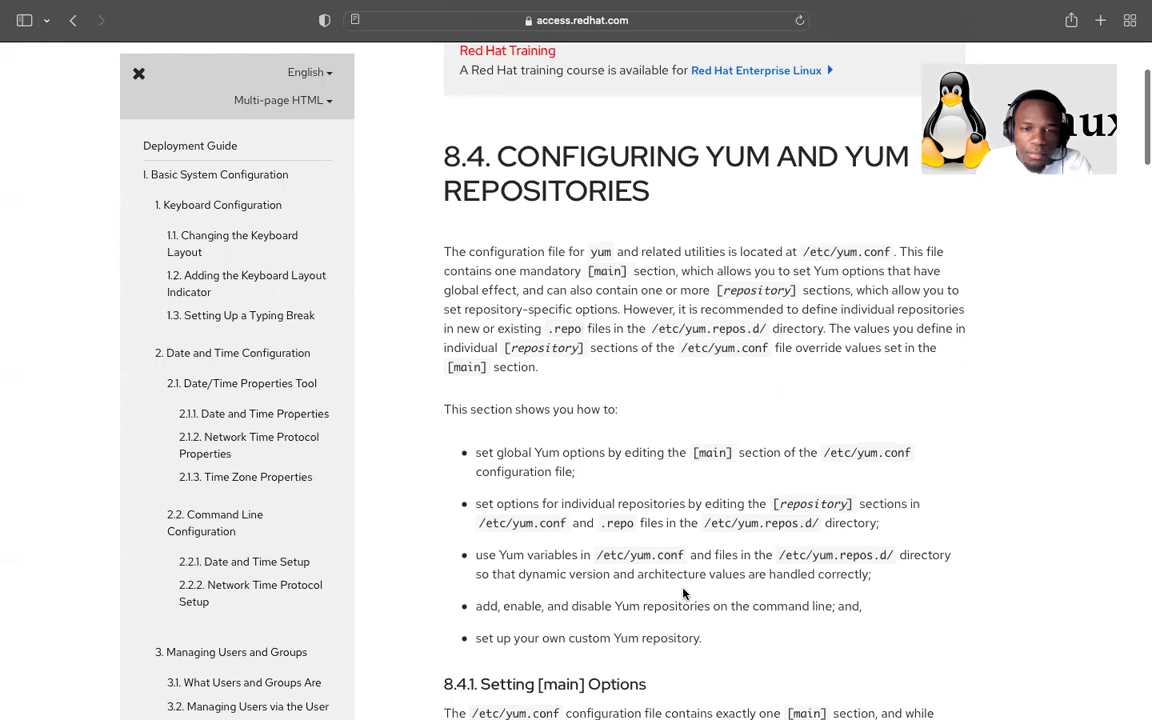 access.redhat.com
Red Hat Training
A Red Hat training course is available for Red Hat Enterprise Linux
English
Multi-page HTML
Deployment Guide
I. Basic System Configuration
1. Keyboard Configuration
1.1. Changing the Keyboard
Layout
1.2. Adding the Keyboard Layout
Indicator
1.3. Setting Up a Typing Break
2. Date and Time Configuration
2.1. Date/Time Properties Tool
2.1.1. Date and Time Properties
2.1.2. Network Time Protocol
Properties
2.1.3. Time Zone Properties
2.2. Command Line
Configuration
2.2.1. Date and Time Setup
2.2.2. Network Time Protocol
Setup
3. Managing Users and Groups
3.1. What Users and Groups Are
3.2. Managing Users via the User
8.4. CONFIGURING YUM AND YUM
REPOSITORIES
The configuration file for yum and related utilities is located at /etc/yum.conf. This file
contains one mandatory [main] section, which allows you to set Yum options that have
global effect, and can also contain one or more [repository] sections, which allow you to
set repository-specific options. However, it is recommended to define individual repositories
in new or existing .repo files in the /etc/yum.repos.d/ directory. The values you define in
individual [repository] sections of the /etc/yum.conf file override values set in the
[main] section.
This section shows you how to:
set global Yum options by editing the [main] section of the /etc/yum.conf
configuration file;
set options for individual repositories by editing the [repository] sections in
/etc/yum.conf and .repo files in the /etc/yum.repos.d/ directory;
use Yum variables in /etc/yum.conf and files in the /etc/yum.repos.d/ directory
so that dynamic version and architecture values are handled correctly;
add, enable, and disable Yum repositories on the command line; and,
set up your own custom Yum repository.
8.4.1. Setting [main] Options
The /etc/yum.conf configuration file contains exactly one [main] section, and while